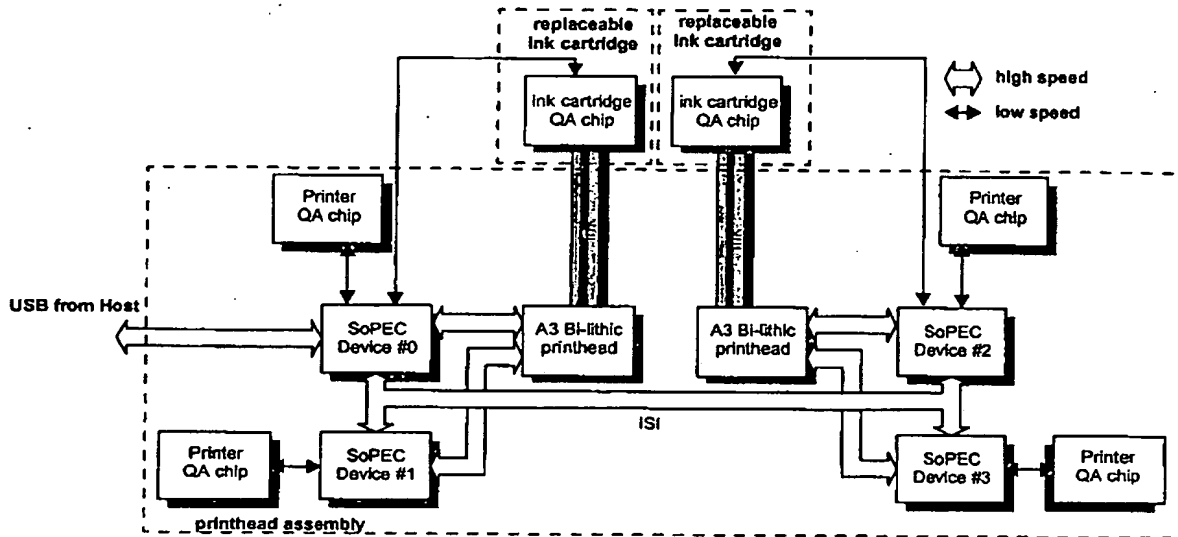 replaceable
ink cartridge
replaceable
ink cartridge
ink cartridge
QA chip
ink cartridge
QA chip
high speed
low speed
Printer
QA chip
Printer
QA chip
USB from Host
SoPEC
Device #0
A3 Bi-lithic
printhead
A3 Bi-lithic
printhead
SoPEC
Device #2
ISI
Printer
QA chip
SoPEC
Device #1
SoPEC
Device #3
Printer
QA chip
printhead assembly